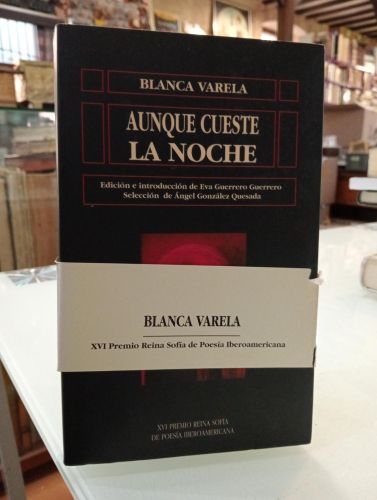 BLANCA VARELA
AUNQUE CUESTE
LA NOCHE
Edición e introducción de Eva Guerrero Guerrero
Selección de Ángel González Quesada
BLANCA VARELA
XVI Premio Reina Sofía de Poesía Iberoamericana
XVI PREMIO REINA SOFÍA
DE POESÍA IBEROAMERICANA